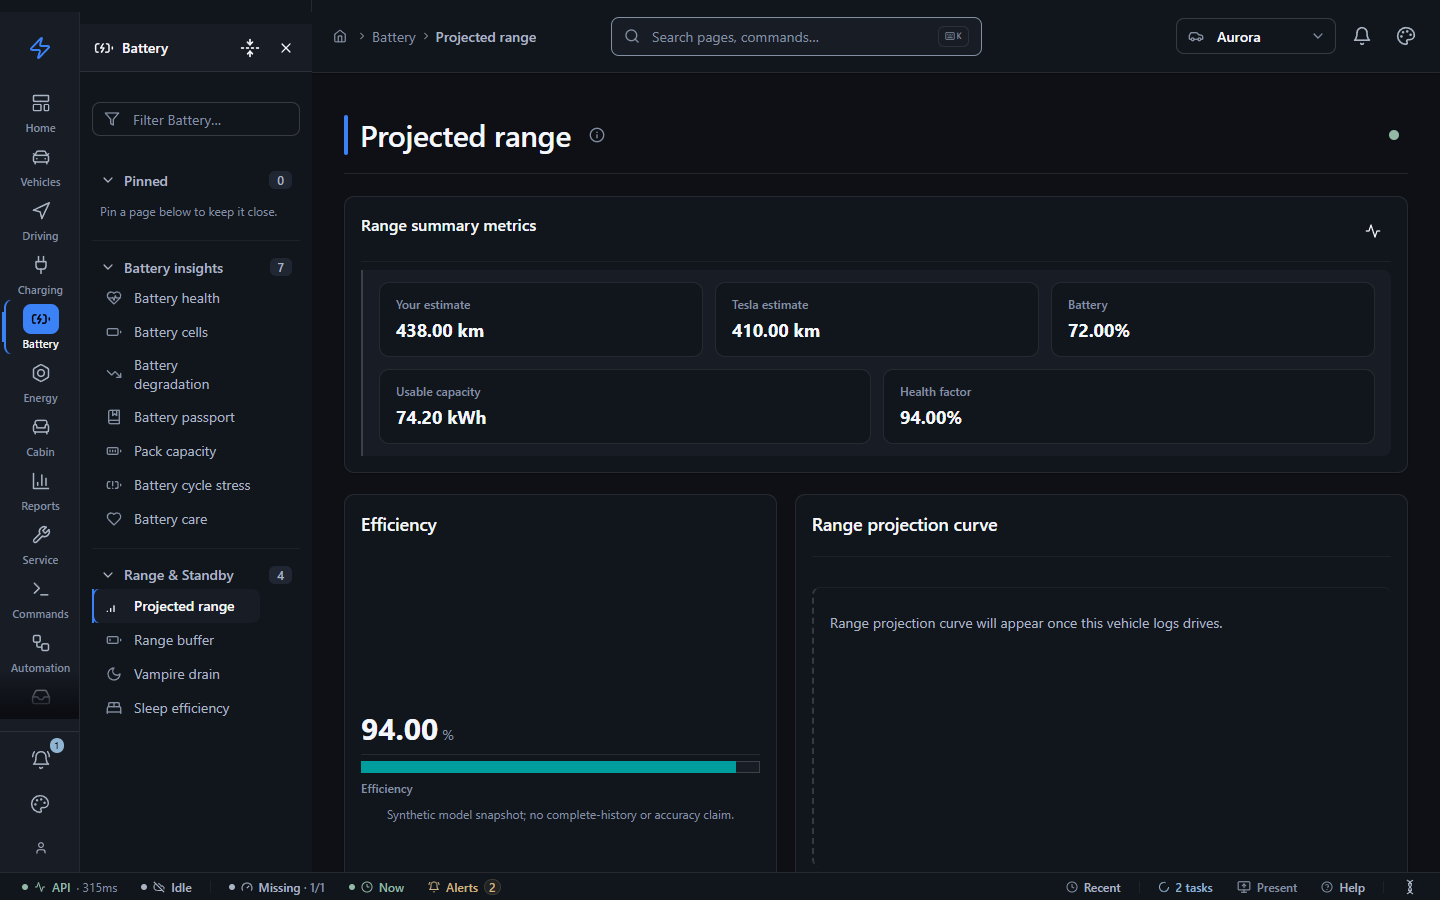 Battery
Battery
Projected range
Search pages, commands...
K
Aurora
Home
Vehicles
Driving
Charging
Battery
Energy
Cabin
Reports
Service
Commands
Automation
1
Filter Battery...
Pinned
0
Pin a page below to keep it close.
Battery insights
7
Battery health
Battery cells
Battery
degradation
Battery passport
Pack capacity
Battery cycle stress
Battery care
Range & Standby
4
Projected range
Range buffer
Vampire drain
Sleep efficiency
Projected range
Range summary metrics
Your estimate
438.00 km
Tesla estimate
410.00 km
Battery
72.00%
Usable capacity
74.20 kWh
Health factor
94.00%
Efficiency
94.00 %
Efficiency
Synthetic model snapshot; no complete-history or accuracy claim.
Range projection curve
Range projection curve will appear once this vehicle logs drives.
API · 315ms
Idle
Missing · 1/1
Now
Alerts 2
Recent
2 tasks
Present
Help